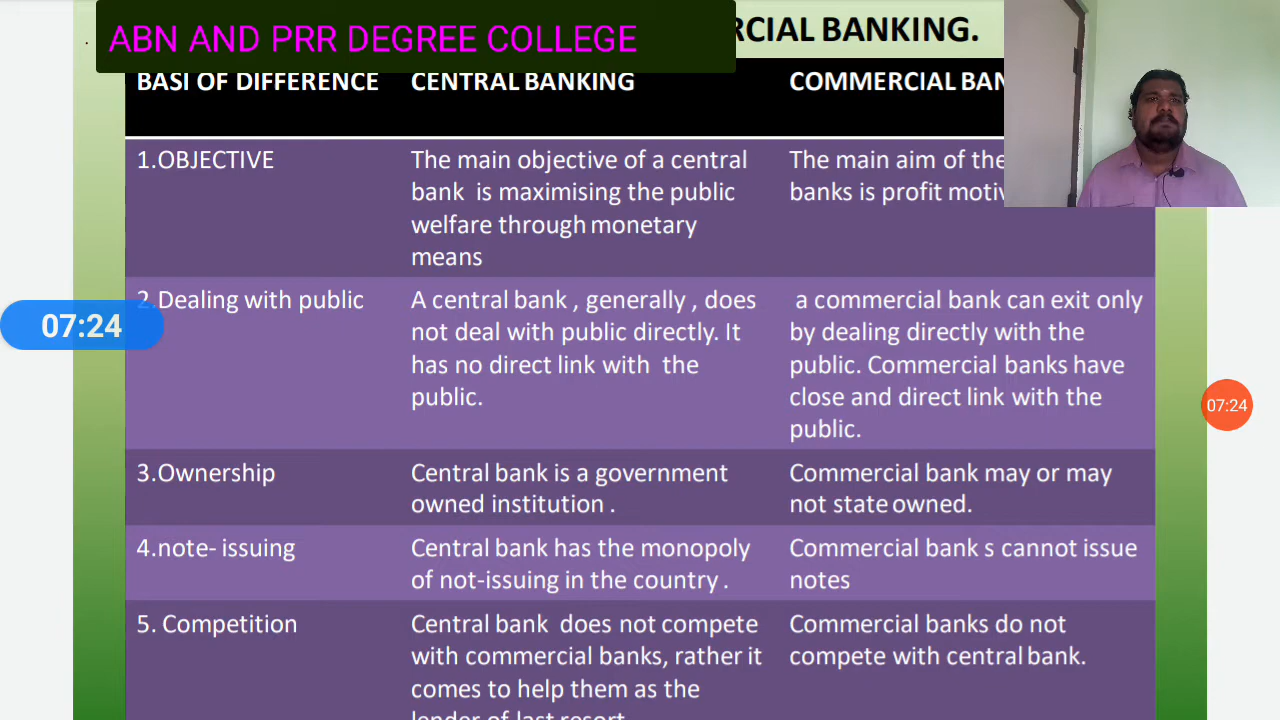 ABN AND PRR DEGREE COLLEGE
RCIAL BANKING.
BASI OF DIFFERENCE CENTRAL BANKING COMMERCIAL BAN
1.OBJECTIVE
The main objective of a central
bank is maximising the public
welfare through monetary
means
The main aim of the
banks is profit motiv
2.Dealing with public
A central bank , generally , does
not deal with public directly. It
has no direct link with the
public.
a commercial bank can exit only
by dealing directly with the
public. Commercial banks have
close and direct link with the
public.
07:24
07:24
3.Ownership
Central bank is a government
owned institution .
Commercial bank may or may
not state owned.
4.note- issuing
Central bank has the monopoly
of not-issuing in the country .
Commercial bank s cannot issue
notes
5. Competition
Central bank does not compete
with commercial banks, rather it
comes to help them as the
lender of last resort
Commercial banks do not
compete with central bank.